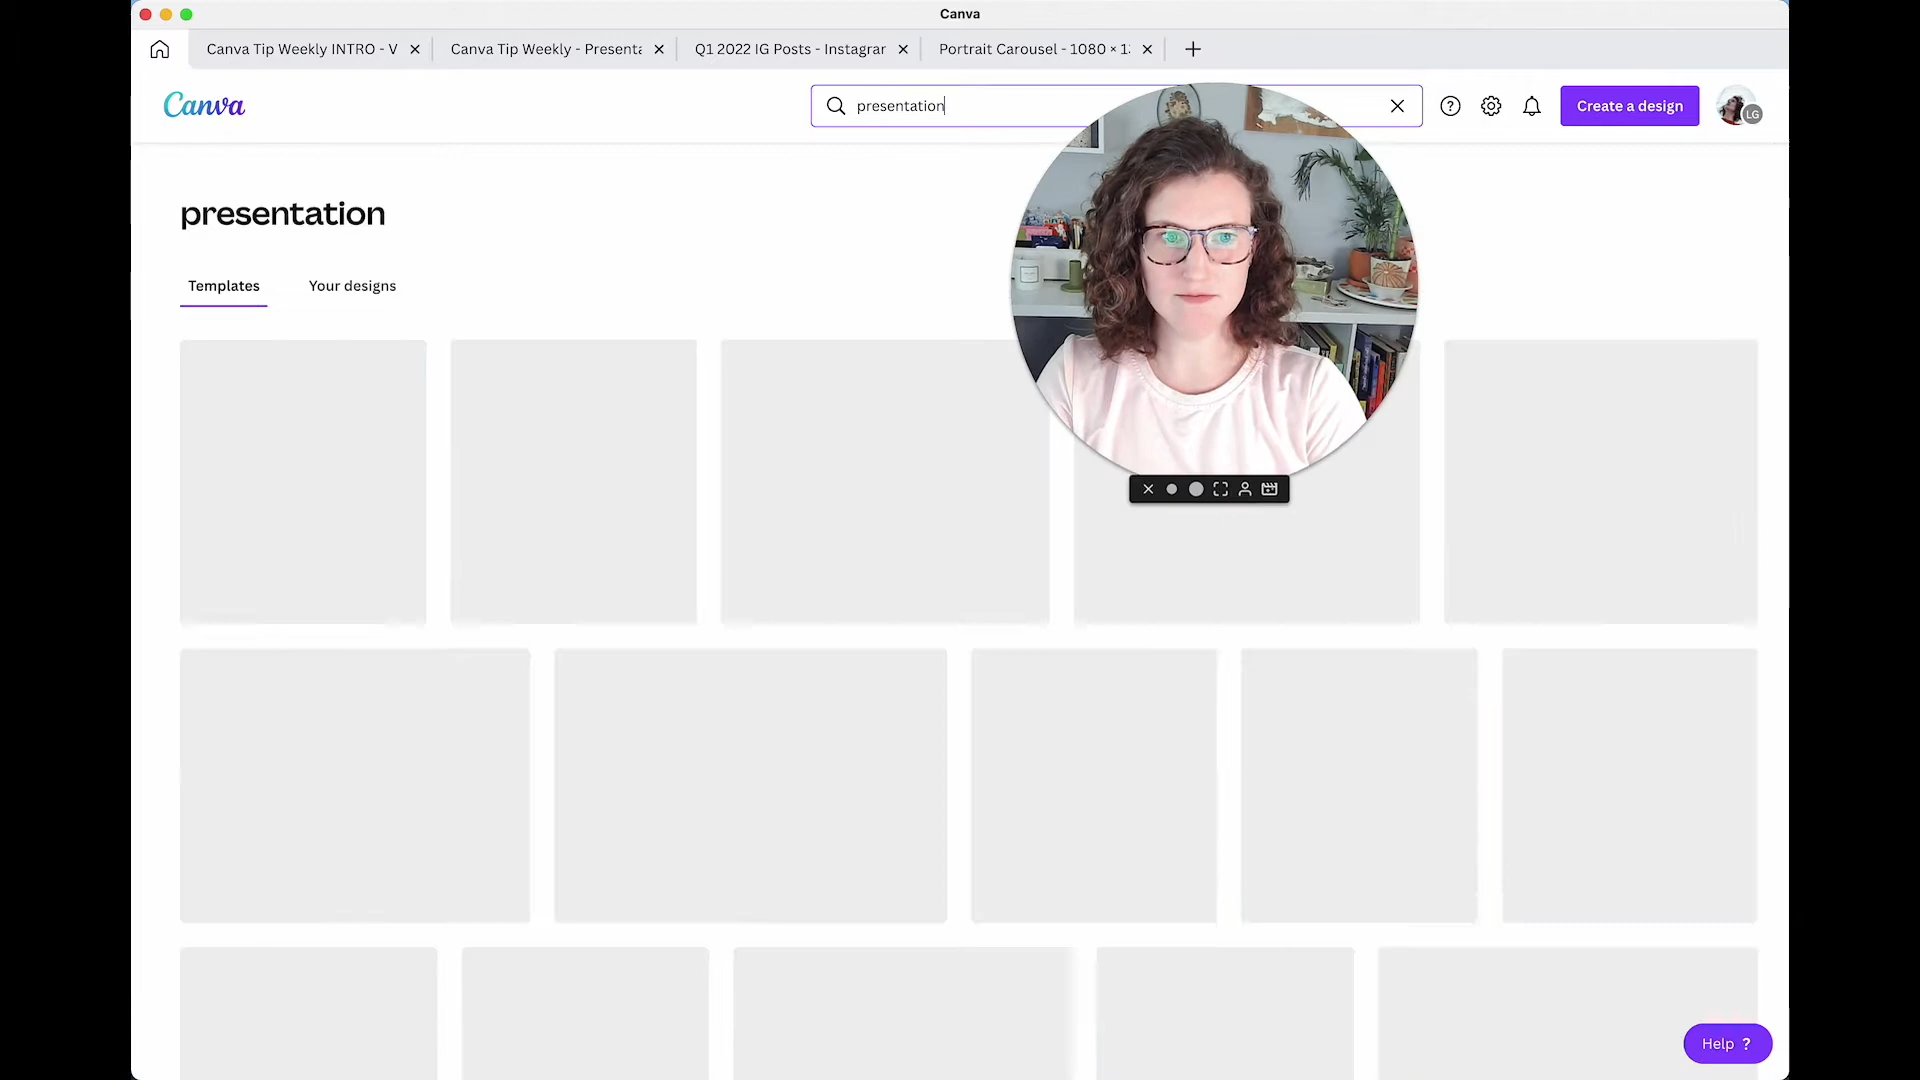 Canva
Canva Tip Weekly INTRO - V
Canva Tip Weekly - Presenta
Q1 2022 IG Posts - Instagrar
Portrait Carousel - 1080 × 1
Canva
presentation
Create a design
LG
presentation
Templates
Your designs
Help ?